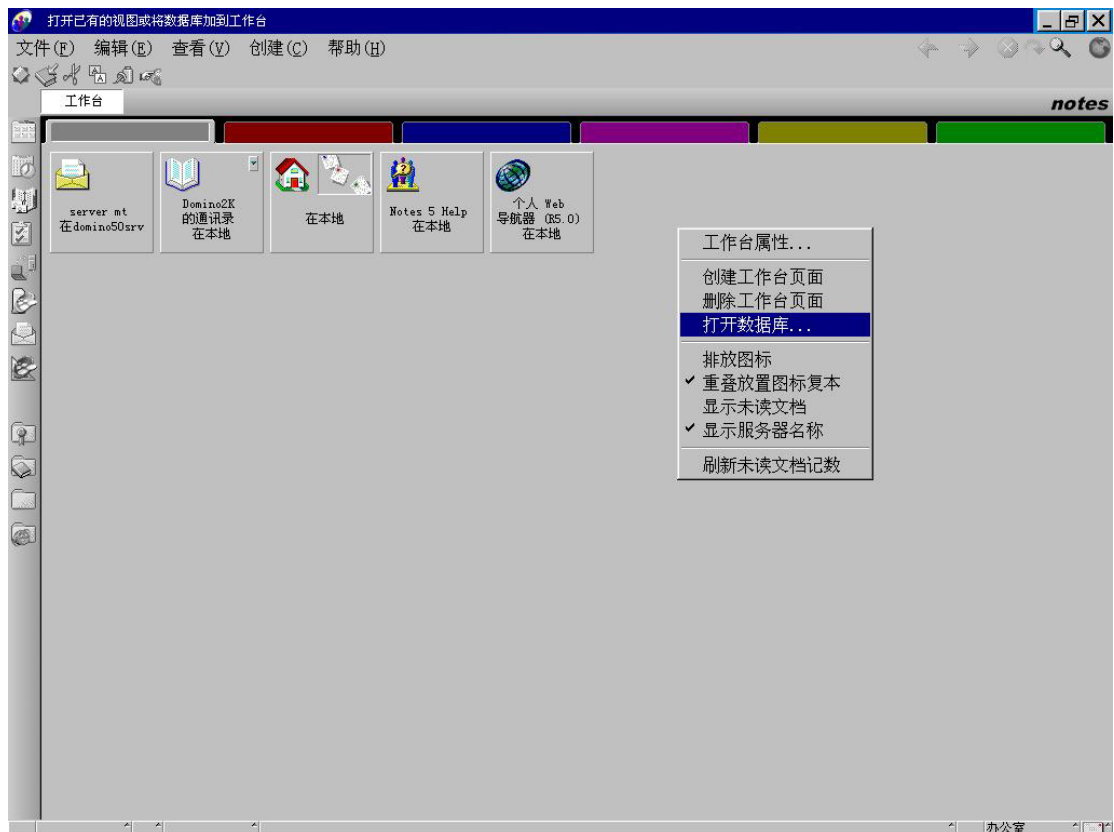 打开已有的视图或将数据库加到工作台
文件(F) 编辑(E) 查看(V) 创建(C) 帮助(H)
工作台
notes
server mt
在domino50srv
Domino2K
的通讯录
在本地
在本地
Notes 5 Help
在本地
个人 Web
导航器 (R5.0)
在本地
工作台属性...
创建工作台页面
删除工作台页面
打开数据库...
排放图标
重叠放置图标复本
显示未读文档
显示服务器名称
刷新未读文档记数
办公室